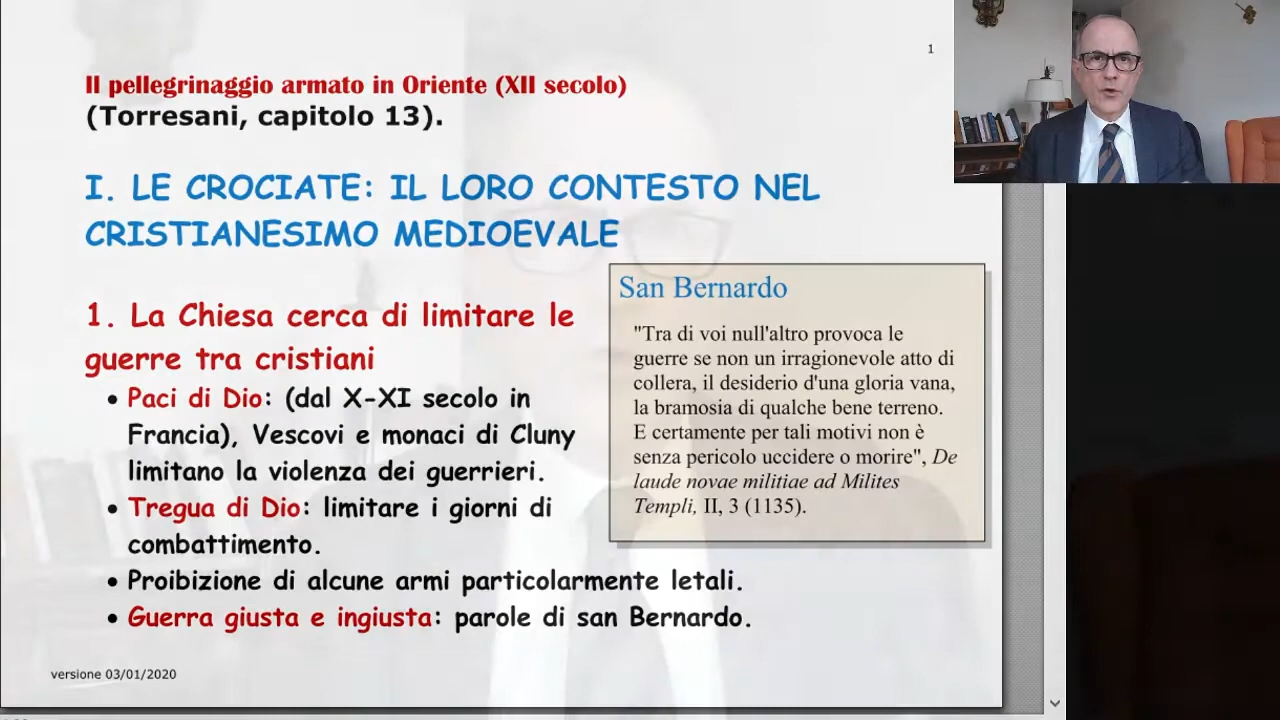 1
Il pellegrinaggio armato in Oriente (XII secolo)
(Torresani, capitolo 13).
I. LE CROCIATE: IL LORO CONTESTO NEL
CRISTIANESIMO MEDIOEVALE
1. La Chiesa cerca di limitare le
guerre tra cristiani
• Paci di Dio: (dal X-XI secolo in
Francia), Vescovi e monaci di Cluny
limitano la violenza dei guerrieri.
• Tregua di Dio: limitare i giorni di
combattimento.
• Proibizione di alcune armi particolarmente letali.
• Guerra giusta e ingiusta: parole di san Bernardo.
San Bernardo
"Tra di voi null'altro provoca le
guerre se non un irragionevole atto di
collera, il desiderio d'una gloria vana,
la bramosia di qualche bene terreno.
E certamente per tali motivi non è
senza pericolo uccidere o morire", De
laude novae militiae ad Milites
Templi, II, 3 (1135).
versione 03/01/2020